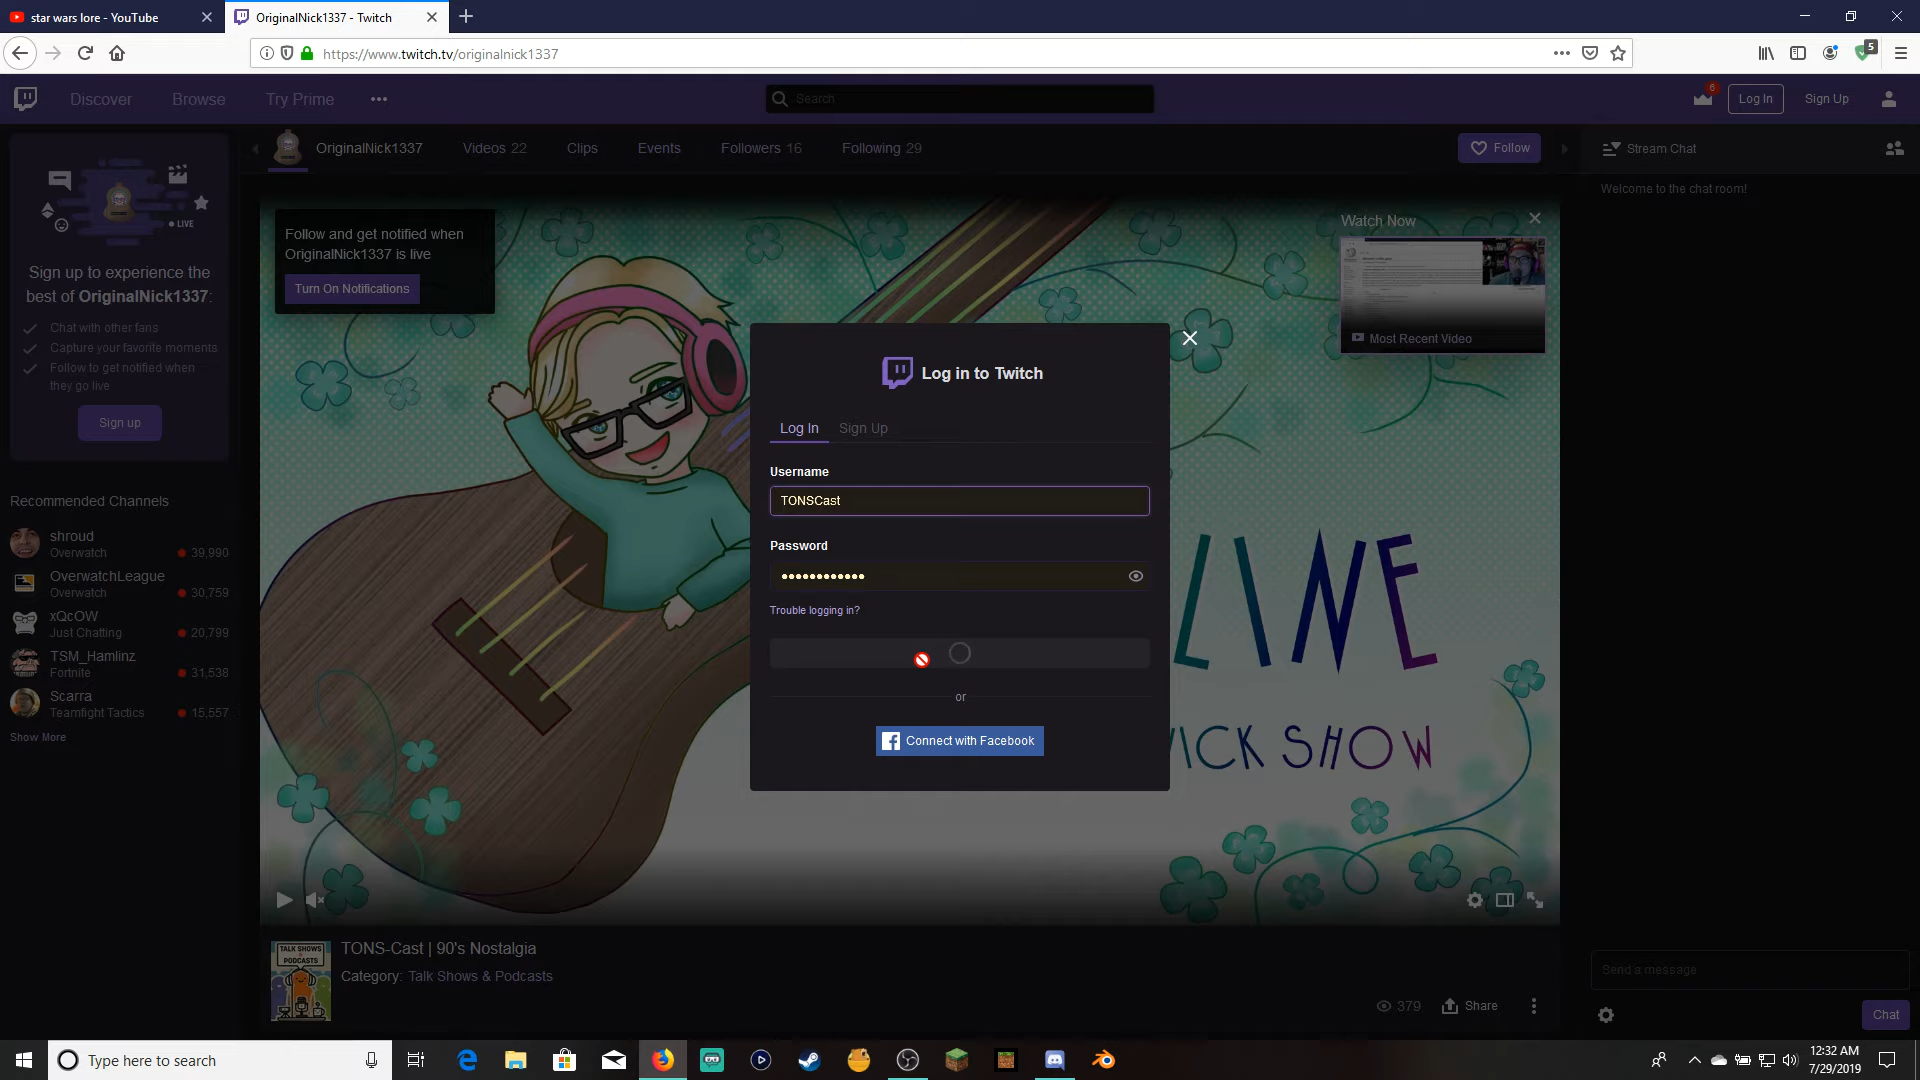 star wars lore - YouTube
OriginalNick1337 - Twitch
https://www.twitch.tv/originalnick1337
5
Discover
Browse
Try Prime
Search
6
Log In
Sign Up
OriginalNick1337
Videos 22
Clips
Events
Followers 16
Following 29
Follow
Stream Chat
Welcome to the chat room!
LIVE
Sign up to experience the
best of OriginalNick1337:
Chat with other fans
Capture your favorite moments
Follow to get notified when
they go live
Sign up
Recommended Channels
shroud
Overwatch
39,990
OverwatchLeague
Overwatch
30,759
xQcOW
Just Chatting
20,799
TSM_Hamlinz
Fortnite
31,538
Scarra
Teamfight Tactics
15,557
Show More
Follow and get notified when
OriginalNick1337 is live
Turn On Notifications
Watch Now
Most Recent Video
Log in to Twitch
Log In
Sign Up
Username
TONSCast
Password
Trouble logging in?
or
Connect with Facebook
LINE
ICK SHOW
TALK SHOWS
&
PODCASTS
TONS-Cast | 90's Nostalgia
Category: Talk Shows & Podcasts
379
Share
Send a message
Chat
Type here to search
12:32 AM
7/29/2019